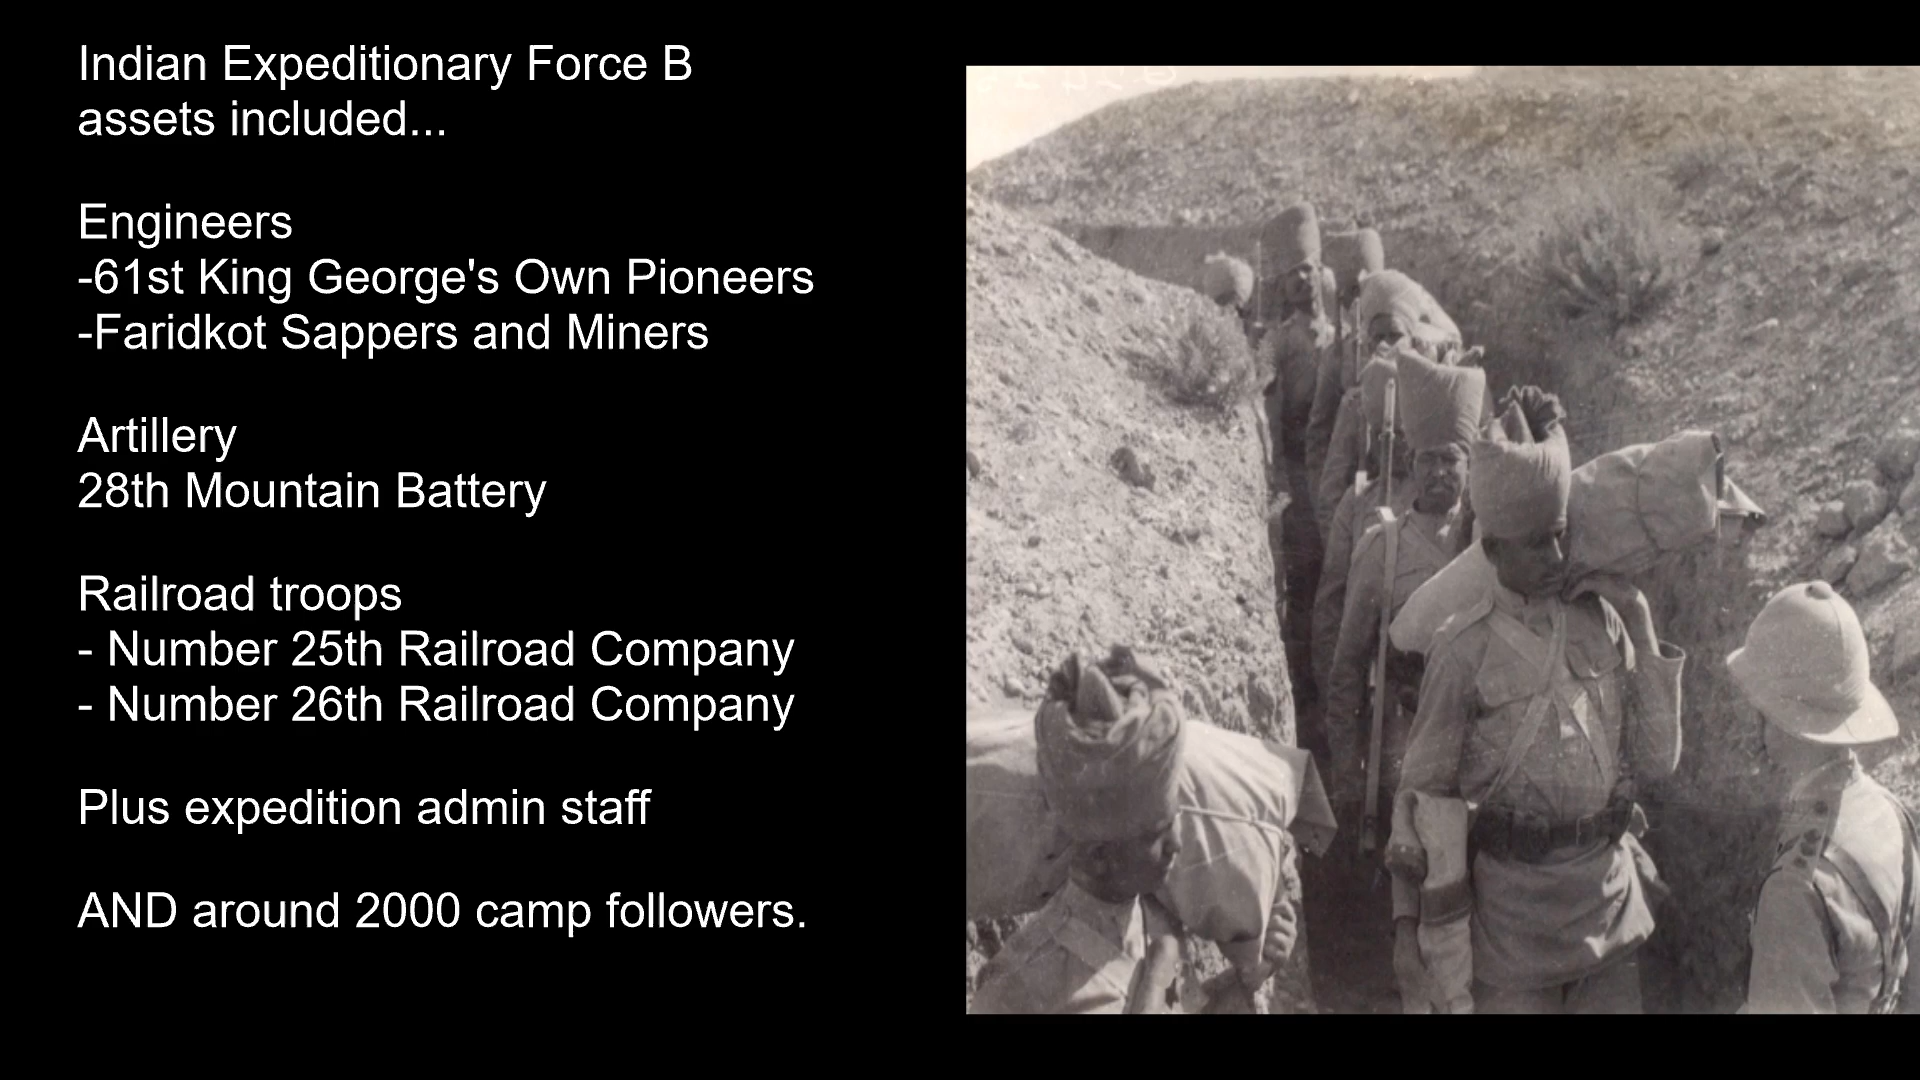 Indian Expeditionary Force B
assets included...
Engineers
-61st King George's Own Pioneers
-Faridkot Sappers and Miners
Artillery
28th Mountain Battery
Railroad troops
- Number 25th Railroad Company
- Number 26th Railroad Company
Plus expedition admin staff
AND around 2000 camp followers.